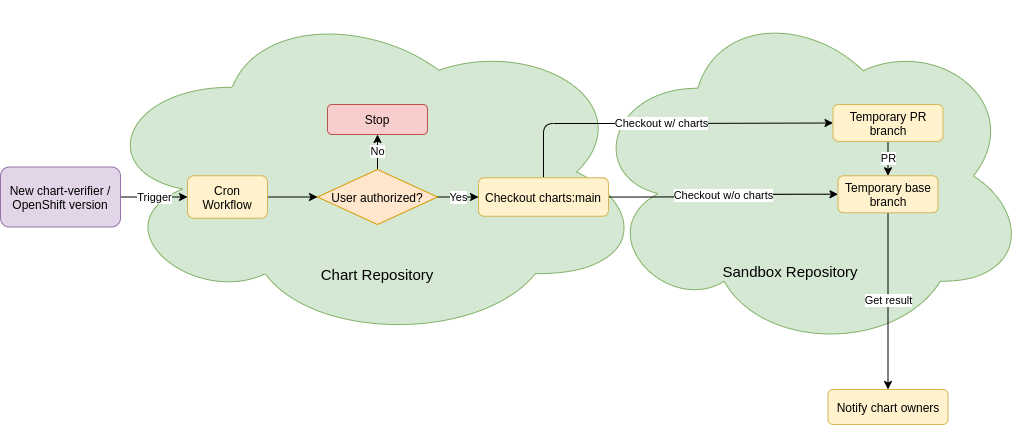 New chart-verifier /
OpenShift version
Trigger
Cron
Workflow
Stop
No
User authorized?
Yes
Checkout charts:main
Chart Repository
Checkout w/ charts
Checkout w/o charts
Temporary PR
branch
PR
Temporary base
branch
Sandbox Repository
Get result
Notify chart owners